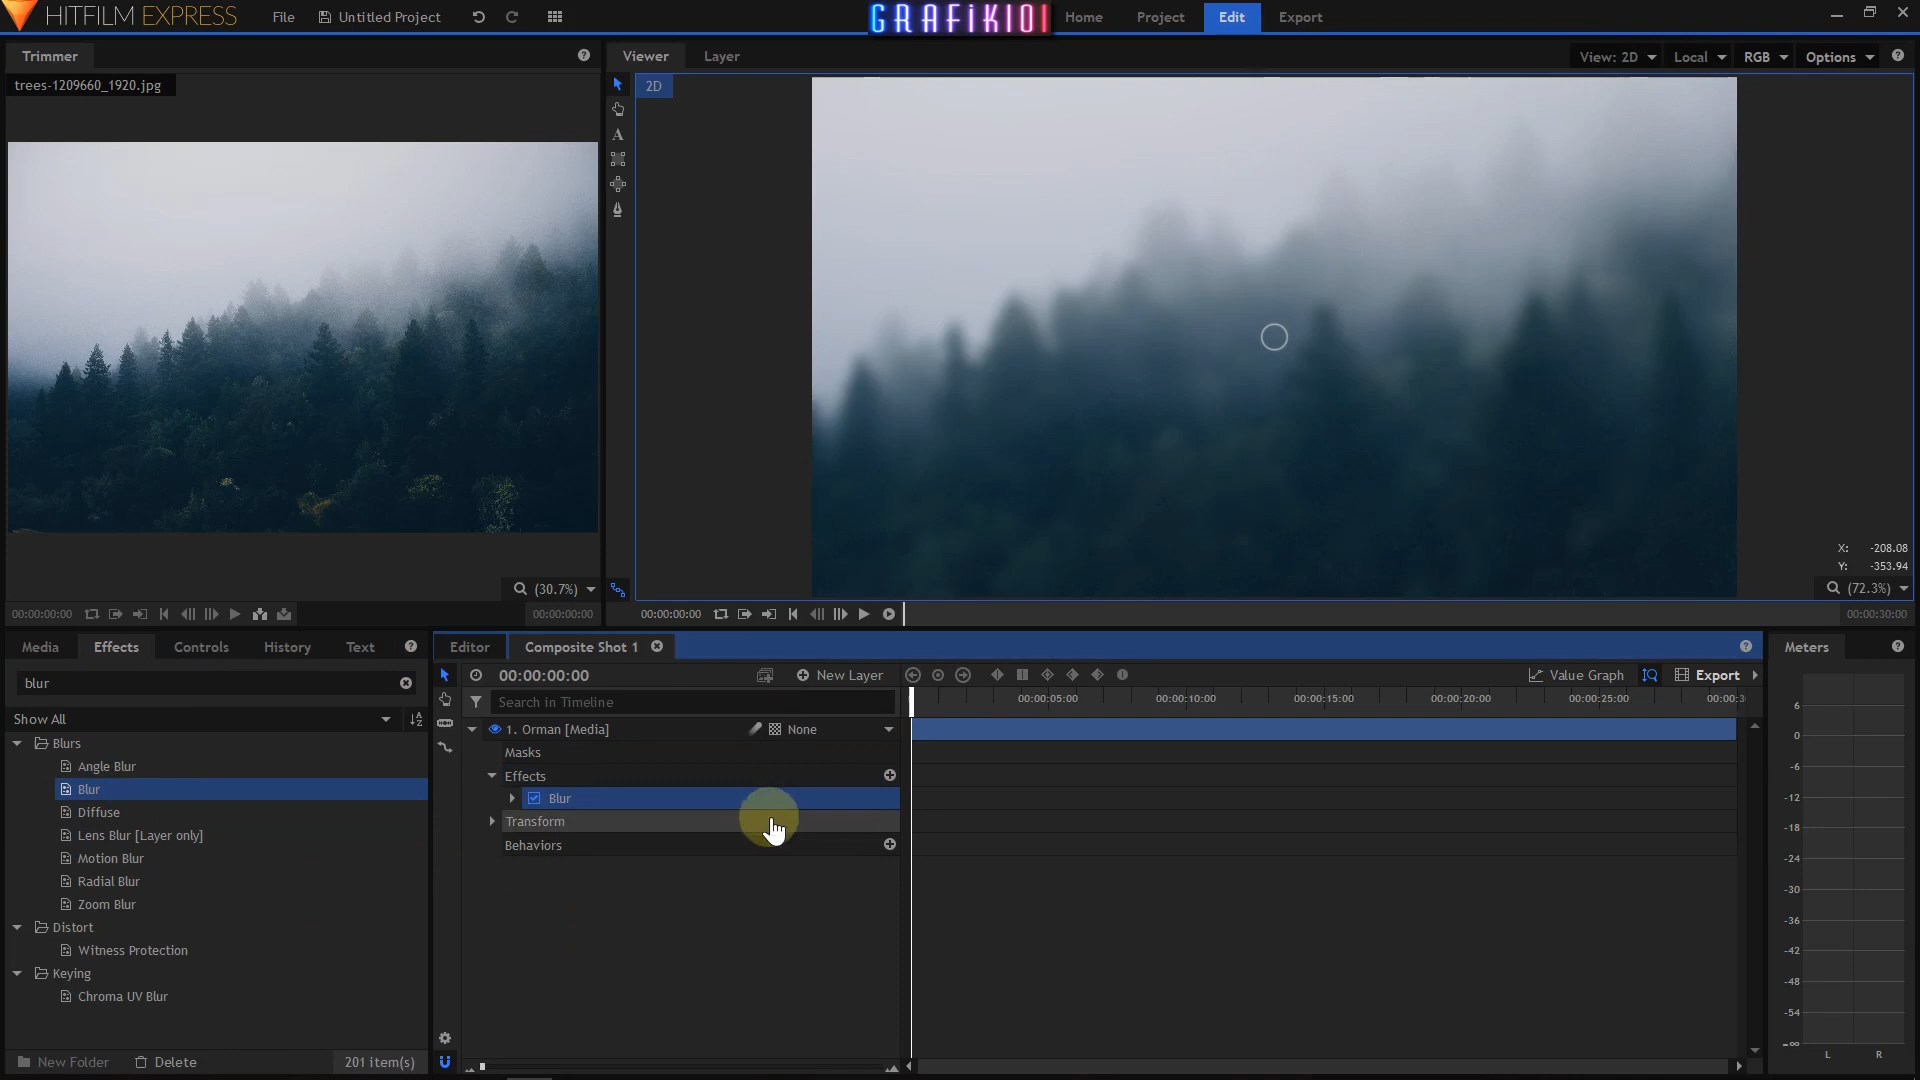 HITFILM EXPRESS
File
Untitled Project
GRAFiK101
Home
Project
Edit
Export
Trimmer
Viewer
Layer
View: 2D
Local
RGB
Options
trees-1209660_1920.jpg
2D
A
X: -208.08
Y: -353.94
(30.7%)
(72.3%)
00:00:00:00
00:00:00:00
00:00:00:00
00:00:30:00
Media
Effects
Controls
History
Text
Editor
Composite Shot 1
Meters
blur
00:00:00:00
New Layer
Value Graph
Export
Search in Timeline
00:00:05:00
00:00:10:00
00:00:15:00
00:00:20:00
00:00:25:00
Show All
Blurs
Angle Blur
Blur
Diffuse
Lens Blur [Layer only]
Motion Blur
Radial Blur
Zoom Blur
Distort
Witness Protection
Keying
Chroma UV Blur
New Folder
Delete
201 item(s)
1. Orman [Media]
None
Masks
Effects
Blur
Transform
Behaviors
6
0
-6
-12
-18
-24
-30
-36
-42
-48
-54
-∞
L
R